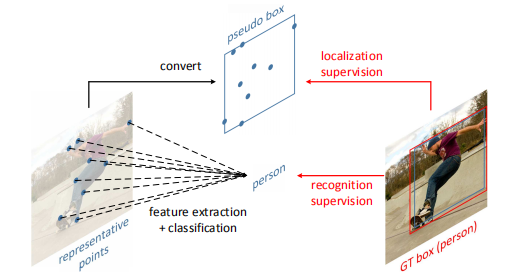 pseudo box
convert
localization
supervision
person
recognition
supervision
feature extraction
+ classification
representative
points
GT box (person)